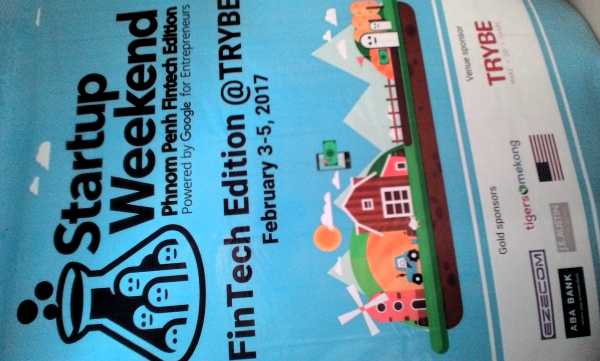 Startup
Weekend
Phnom Penh Fintech Edition
Powered by Google for Entrepreneurs
FinTech Edition @TRYBE
February 3-5, 2017
Gold sponsors
Venue sponsor
EZECOM
tigers mekong
TRYBE
ABA BANK
J.E. AUSTIN